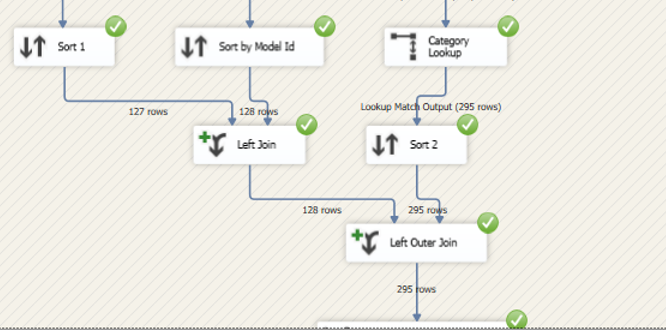 Sort 1
Sort by Model Id
Category
Lookup
127 rows
128 rows
Lookup Match Output (295 rows)
Left Join
Sort 2
128 rows
295 rows
Left Outer Join
295 rows